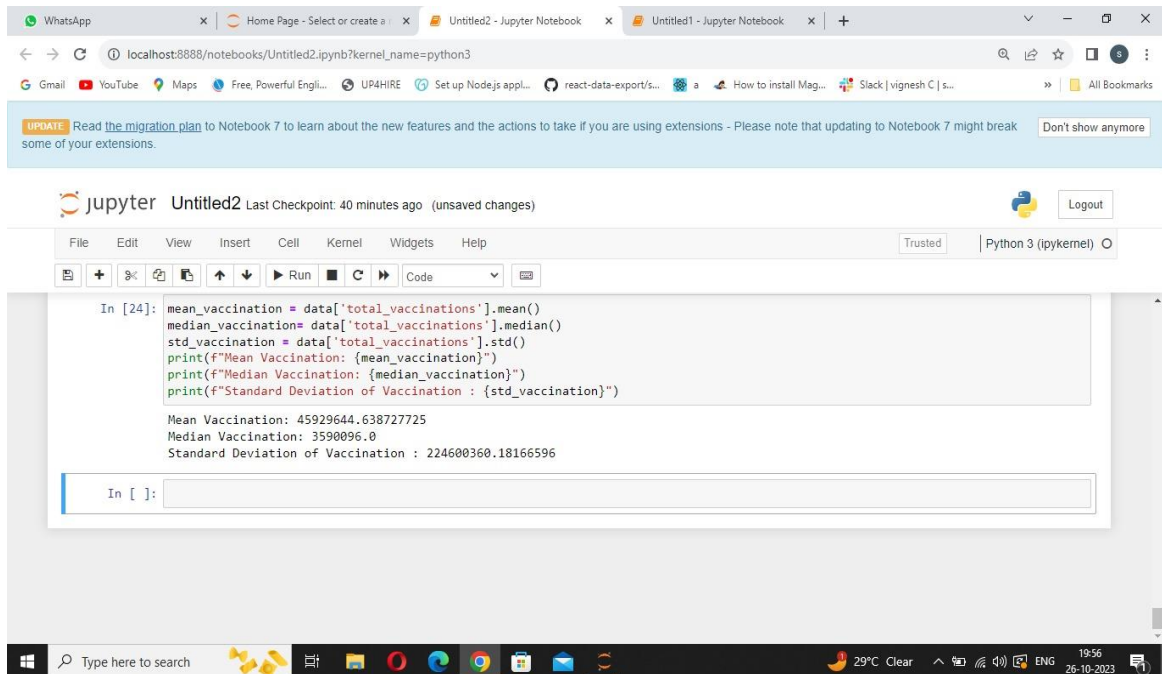 WhatsApp
Home Page - Select or create a
Untitled2 - Jupyter Notebook
Untitled1 - Jupyter Notebook
localhost:8888/notebooks/Untitled2.ipynb?kernel_name=python3
S
Gmail YouTube Maps Free, Powerful Engli... UP4HIRE Set up Node.js appl... react-data-export/s... a How to install Mag... Slack | vignesh C | s... » All Bookmarks
UPDATE Read the migration plan to Notebook 7 to learn about the new features and the actions to take if you are using extensions - Please note that updating to Notebook 7 might break
some of your extensions.
Don't show anymore
jupyter Untitled2 Last Checkpoint: 40 minutes ago (unsaved changes)
Logout
File Edit View Insert Cell Kernel Widgets Help
Trusted Python 3 (ipykernel)
Run Code
In [24]: mean_vaccination = data['total_vaccinations'].mean()
median_vaccination= data['total_vaccinations'].median()
std_vaccination = data['total_vaccinations'].std()
print(f"Mean Vaccination: {mean_vaccination}")
print(f"Median Vaccination: {median_vaccination}")
print(f"Standard Deviation of Vaccination : {std_vaccination}")
Mean Vaccination: 45929644.638727725
Median Vaccination: 3590096.0
Standard Deviation of Vaccination : 224600360.18166596
In [ ]:
Type here to search
29°C Clear
ENG
19:56
26-10-2023